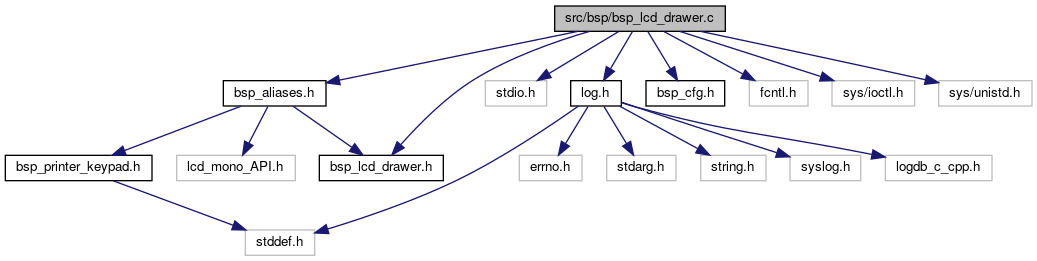 src/bsp/bsp_lcd_drawer.c
bsp_aliases.h
stdio.h
log.h
bsp_cfg.h
fcntl.h
sys/ioctl.h
sys/unistd.h
bsp_printer_keypad.h
lcd_mono_API.h
bsp_lcd_drawer.h
errno.h
stdarg.h
string.h
syslog.h
logdb_c_cpp.h
stddef.h